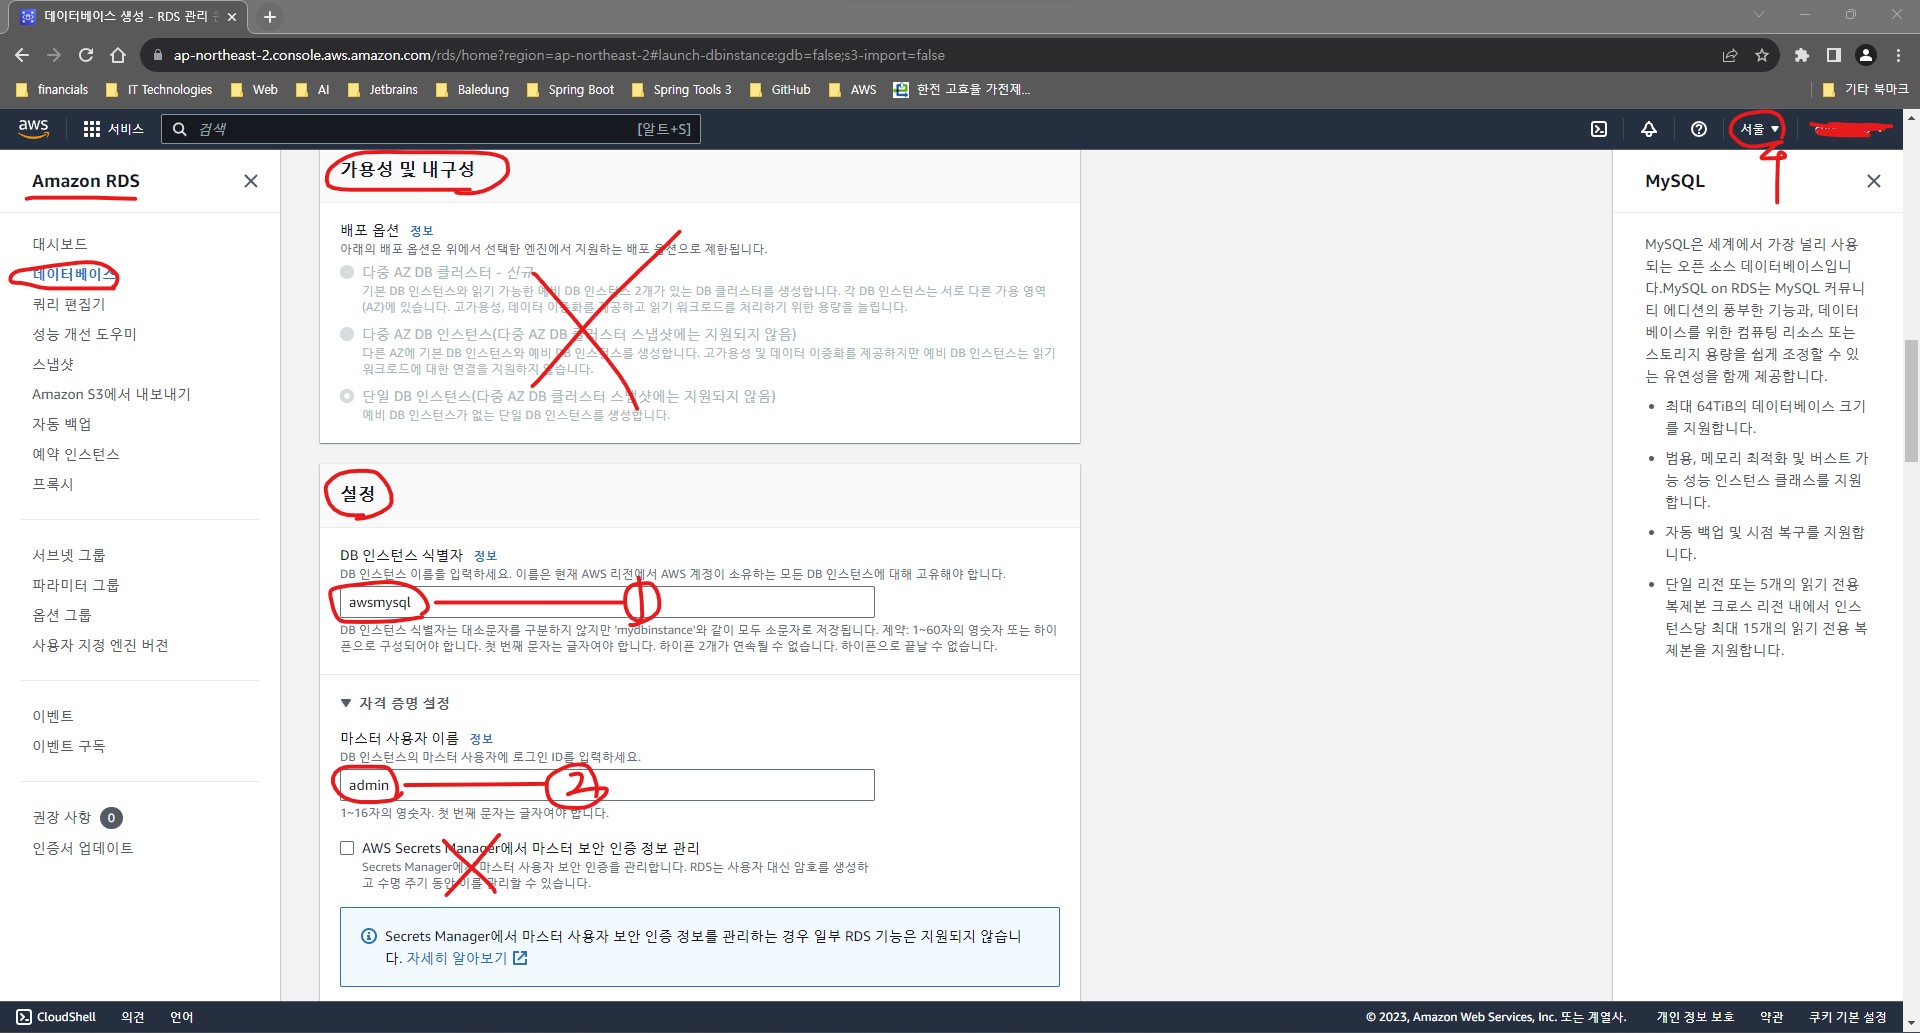 데이터베이스 생성 - RDS 관리
ap-northeast-2.console.aws.amazon.com/rds/home?region=ap-northeast-2#launch-dbinstance:gdb=false;s3-import=false
financials IT Technologies Web AI Jetbrains Baledung Spring Boot Spring Tools 3 GitHub AWS 한전 고효율 가전제... 기타 북마크
aws 서비스 검색 [알트+S] 서울
Amazon RDS
대시보드
데이터베이스
쿼리 편집기
성능 개선 도우미
스냅샷
Amazon S3에서 내보내기
자동 백업
예약 인스턴스
프록시
서브넷 그룹
파라미터 그룹
옵션 그룹
사용자 지정 엔진 버전
이벤트
이벤트 구독
권장 사항 0
인증서 업데이트
가용성 및 내구성
배포 옵션 정보
아래의 배포 옵션은 위에서 선택한 엔진에서 지원하는 배포 옵션으로 제한됩니다.
다중 AZ DB 클러스터 - 신규
기본 DB 인스턴스와 읽기 가능한 예비 DB 인스턴스 2개가 있는 DB 클러스터를 생성합니다. 각 DB 인스턴스는 서로 다른 가용 영역
(AZ)에 있습니다. 고가용성, 데이터 이중화를 제공하고 읽기 워크로드를 처리하기 위한 용량을 늘립니다.
다중 AZ DB 인스턴스(다중 AZ DB 클러스터 스냅샷에는 지원되지 않음)
다른 AZ에 기본 DB 인스턴스와 예비 DB 인스턴스를 생성합니다. 고가용성 및 데이터 이중화를 제공하지만 예비 DB 인스턴스는 읽기
워크로드에 대한 연결을 지원하지 않습니다.
단일 DB 인스턴스(다중 AZ DB 클러스터 스냅샷에는 지원되지 않음)
예비 DB 인스턴스가 없는 단일 DB 인스턴스를 생성합니다.
설정
DB 인스턴스 식별자 정보
DB 인스턴스 이름을 입력하세요. 이름은 현재 AWS 리전에서 AWS 계정이 소유하는 모든 DB 인스턴스에 대해 고유해야 합니다.
awsmysql 1
DB 인스턴스 식별자는 대소문자를 구분하지 않지만 'mydbinstance'와 같이 모두 소문자로 저장됩니다. 제약: 1~60자의 영숫자 또는 하이
픈으로 구성되어야 합니다. 첫 번째 문자는 글자여야 합니다. 하이픈 2개가 연속될 수 없습니다. 하이픈으로 끝날 수 없습니다.
자격 증명 설정
마스터 사용자 이름 정보
DB 인스턴스의 마스터 사용자에 로그인 ID를 입력하세요.
admin 2
1~16자의 영숫자. 첫 번째 문자는 글자여야 합니다.
AWS Secrets Manager에서 마스터 보안 인증 정보 관리
Secrets Manager에서 마스터 사용자 보안 인증을 관리합니다. RDS는 사용자 대신 암호를 생성하
고 수명 주기 동안 이를 관리할 수 있습니다.
Secrets Manager에서 마스터 사용자 보안 인증 정보를 관리하는 경우 일부 RDS 기능은 지원되지 않습니
다. 자세히 알아보기
MySQL
MySQL은 세계에서 가장 널리 사용
되는 오픈 소스 데이터베이스입니
다.MySQL on RDS는 MySQL 커뮤니
티 에디션의 풍부한 기능과, 데이터
베이스를 위한 컴퓨팅 리소스 또는
스토리지 용량을 쉽게 조정할 수 있
는 유연성을 함께 제공합니다.
최대 64TiB의 데이터베이스 크기
를 지원합니다.
범용, 메모리 최적화 및 버스트 가
능 성능 인스턴스 클래스를 지원
합니다.
자동 백업 및 시점 복구를 지원합
니다.
단일 리전 또는 5개의 읽기 전용
복제본 크로스 리전 내에서 인스
턴스당 최대 15개의 읽기 전용 복
제본을 지원합니다.
CloudShell 의견 언어 © 2023, Amazon Web Services, Inc. 또는 계열사. 개인 정보 보호 약관 쿠키 기본 설정